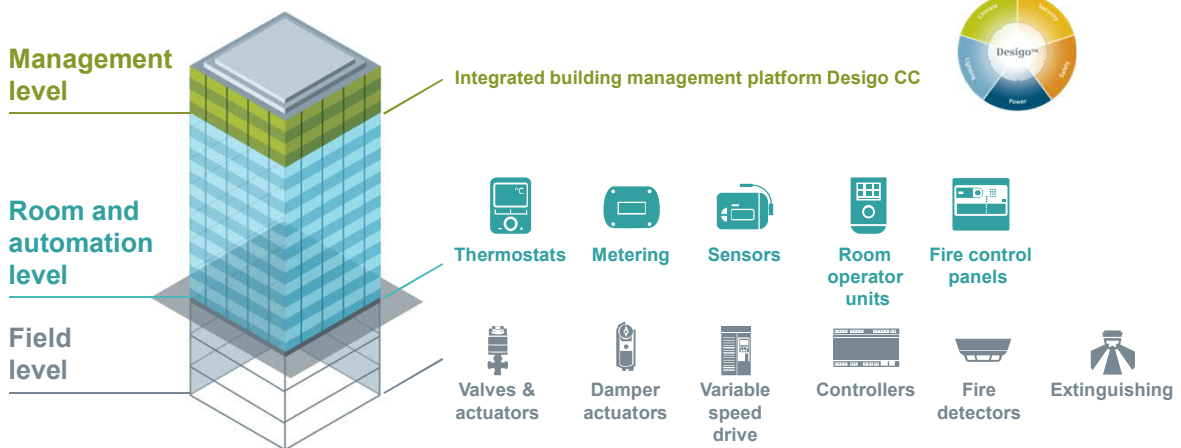 Climate
Security
Desigo™
Lighting
Safety
Power
Management
level
Integrated building management platform Desigo CC
Room and
automation
level
°C
Thermostats
Metering
Sensors
Room
operator
units
Fire control
panels
Field
level
Valves &
actuators
Damper
actuators
Variable
speed
drive
Controllers
Fire
detectors
Extinguishing